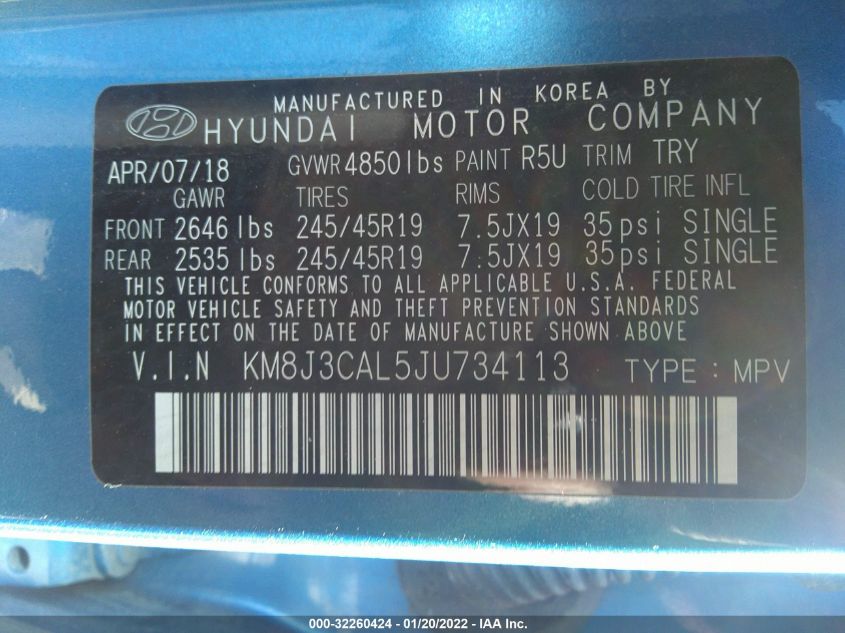 MANUFACTURED IN KOREA BY
HYUNDAI MOTOR COMPANY
APR/07/18 GVWR 4850lbs PAINT R5U TRIM TRY
GAWR TIRES RIMS COLD TIRE INFL
FRONT 2646 lbs 245/45R19 7.5JX19 35psi SINGLE
REAR 2535 lbs 245/45R19 7.5JX19 35psi SINGLE
THIS VEHICLE CONFORMS TO ALL APPLICABLE U.S.A. FEDERAL
MOTOR VEHICLE SAFETY AND THEFT PREVENTION STANDARDS
IN EFFECT ON THE DATE OF MANUFACTURE SHOWN ABOVE
V.I.N KM8J3CAL5JU734113 TYPE : MPV
000-32260424 - 01/20/2022 - IAA Inc.